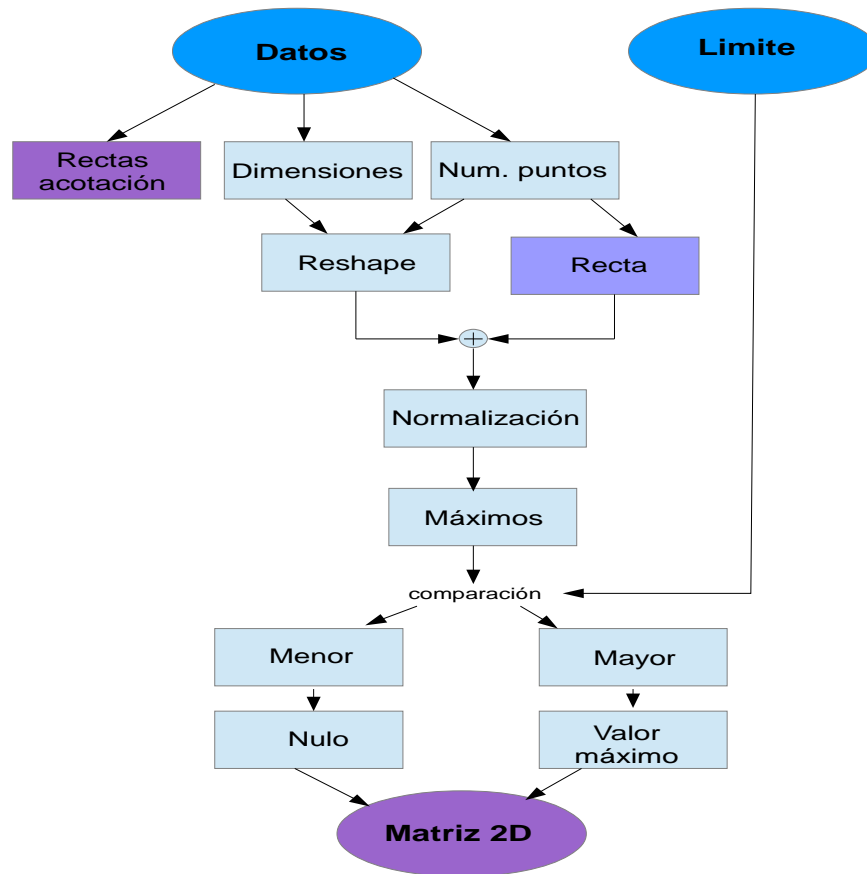 Datos
Limite
Rectas
acotación
Dimensiones
Num. puntos
Reshape
Recta
Normalización
Máximos
comparación
Menor
Mayor
Nulo
Valor
máximo
Matriz 2D